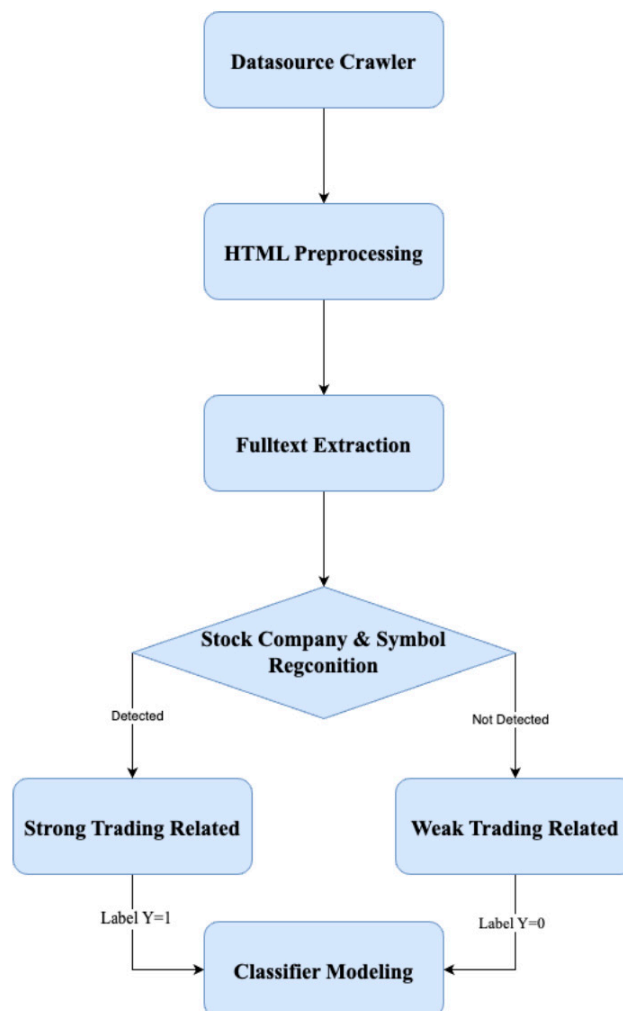 Datasource Crawler
HTML Preprocessing
Fulltext Extraction
Stock Company & Symbol
Regconition
Detected
Not Detected
Strong Trading Related
Weak Trading Related
Label Y=1
Label Y=0
Classifier Modeling